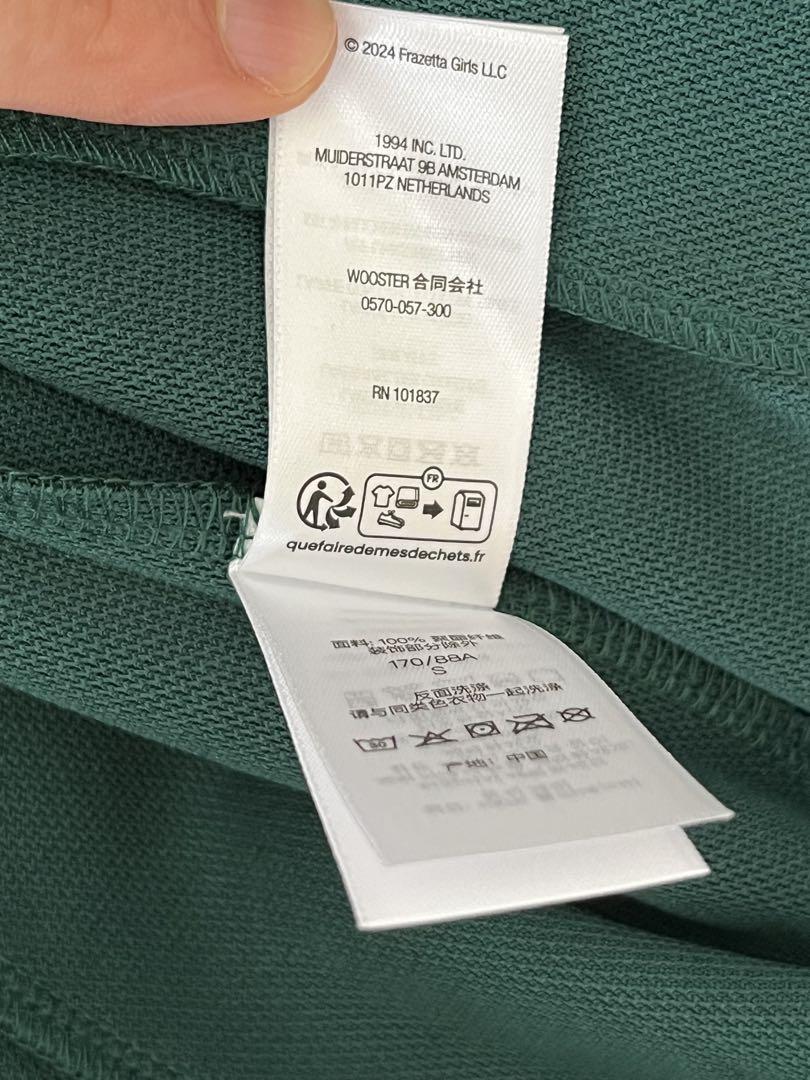 © 2024 Frazetta Girls LLC
1994 INC. LTD.
MUIDERSTRAAT 9B AMSTERDAM
1011PZ NETHERLANDS
WOOSTER 合同会社
0570-057-300
RN 101837
FR
quefairedemesdechets.fr
面料: 100% 聚酯纤维
装饰部分除外
170/88A
S
反面洗涤
请与同类色衣物一起洗涤
30
产地: 中国